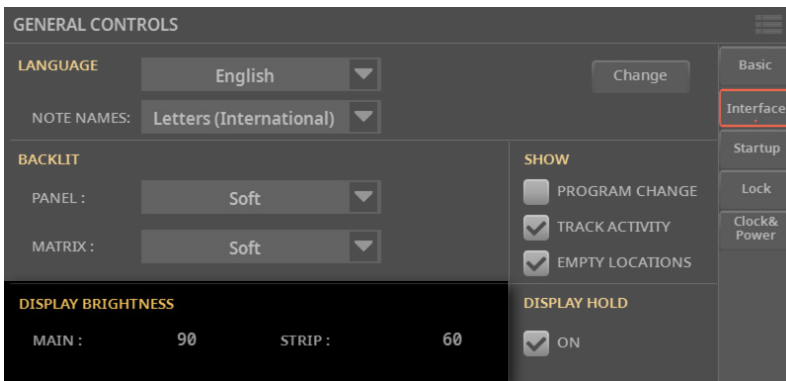 GENERAL CONTROLS
LANGUAGE
English
Change
NOTE NAMES:
Letters (International)
BACKLIT
PANEL :
Soft
MATRIX :
Soft
SHOW
PROGRAM CHANGE
TRACK ACTIVITY
EMPTY LOCATIONS
DISPLAY BRIGHTNESS
MAIN : 90 STRIP : 60
DISPLAY HOLD
ON
Basic
Interface
Startup
Lock
Clock&
Power